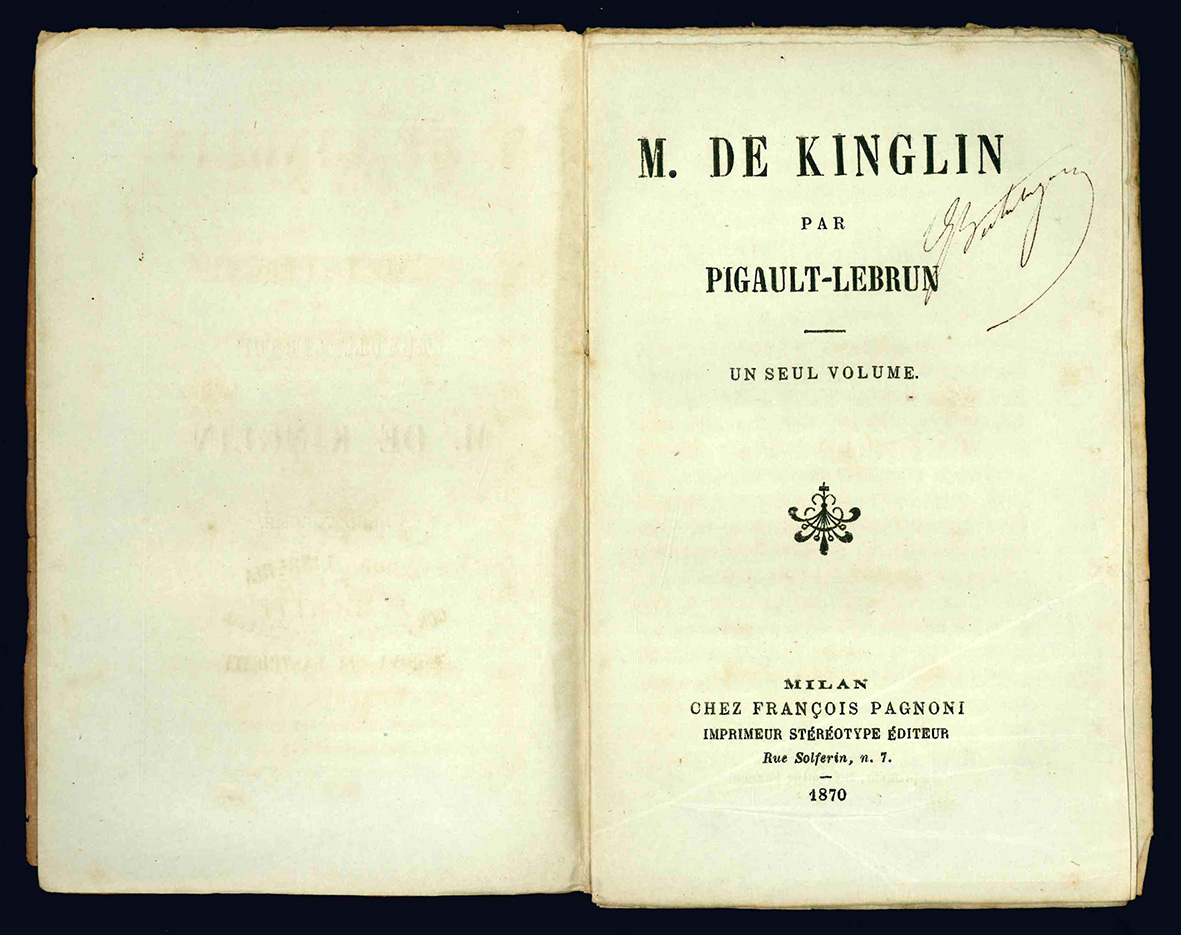 M. DE KINGLIN
PAR
PIGAULT-LEBRUN
UN SEUL VOLUME.
MILAN
CHEZ FRANÇOIS PAGNONI
IMPRIMEUR STÉRÉOTYPE ÉDITEUR
Rue Solferin, n. 7.
1870